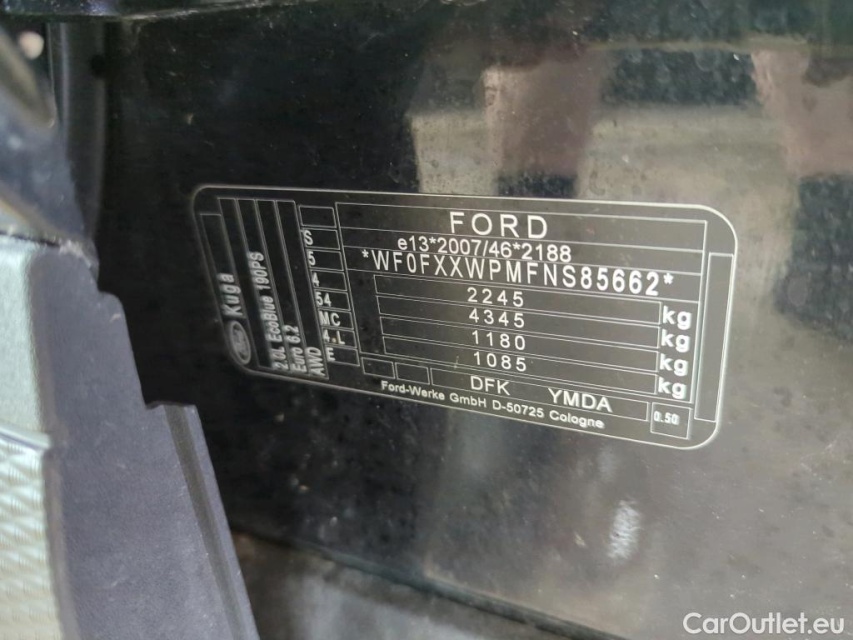 FORD
e13*2007/46*2188
*WF0FXXWPMFNS85662*
2245 kg
4345 kg
1180 kg
1085 kg
DFK YMDA
0.50
Ford-Werke GmbH D-50725 Cologne
Ford
Kuga
2.0L EcoBlue 190PS
Euro 6.2
AWD
S
5
4
54
MC
4.L
E
CarOutlet.eu